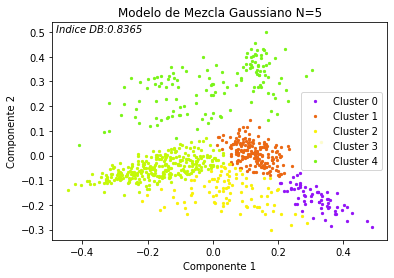 Modelo de Mezcla Gaussiano N=5
Indice DB:0.8365
0.5
0.4
0.3
0.2
0.1
0.0
−0.1
−0.2
−0.3
Componente 2
Cluster 0
Cluster 1
Cluster 2
Cluster 3
Cluster 4
−0.4
−0.2
0.0
0.2
0.4
Componente 1